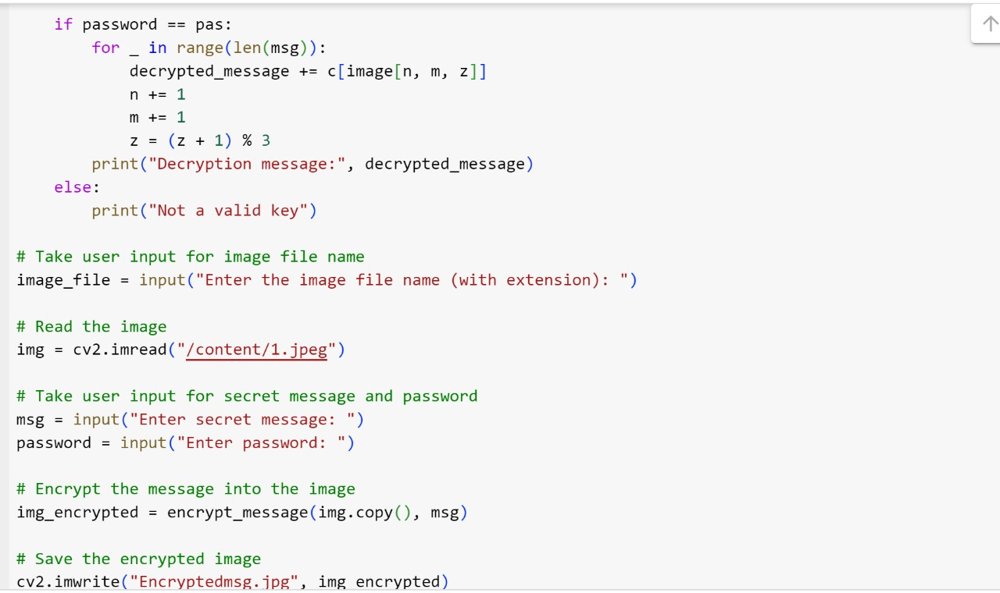 if password == pas:
for _ in range(len(msg)):
decrypted_message += c[image[n, m, z]]
n += 1
m += 1
z = (z + 1) % 3
print("Decryption message:", decrypted_message)
else:
print("Not a valid key")
# Take user input for image file name
image_file = input("Enter the image file name (with extension): ")
# Read the image
img = cv2.imread("/content/1.jpeg")
# Take user input for secret message and password
msg = input("Enter secret message: ")
password = input("Enter password: ")
# Encrypt the message into the image
img_encrypted = encrypt_message(img.copy(), msg)
# Save the encrypted image
cv2.imwrite("Encryptedmsg.jpg", img_encrypted)